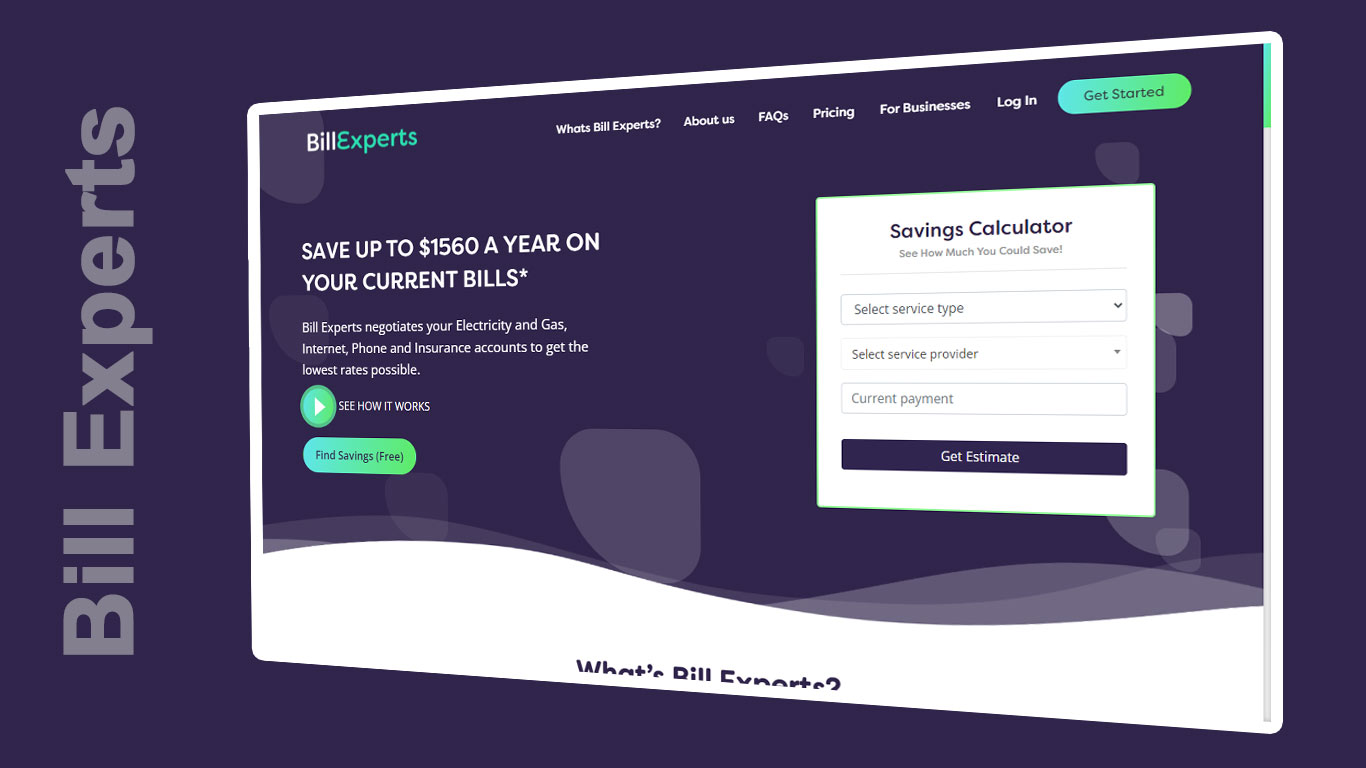 Bill Experts
BillExperts
Whats Bill Experts?
About us
FAQs
Pricing
For Businesses
Log In
Get Started
SAVE UP TO $1560 A YEAR ON
YOUR CURRENT BILLS*
Bill Experts negotiates your Electricity and Gas,
Internet, Phone and Insurance accounts to get the
lowest rates possible.
SEE HOW IT WORKS
Find Savings (Free)
Savings Calculator
See How Much You Could Save!
Select service type
Select service provider
Current payment
Get Estimate
What's Bill Experts?